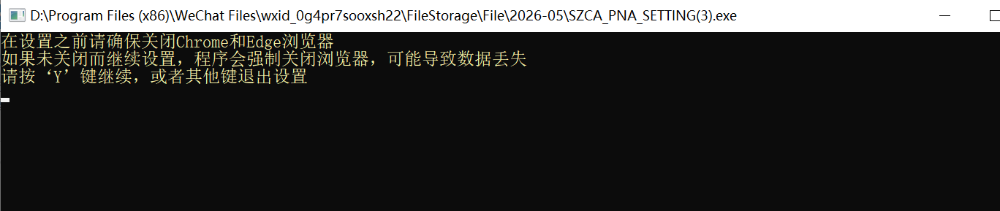 D:\Program Files (x86)\WeChat Files\wxid_0g4pr7sooxsh22\FileStorage\File\2026-05\SZCA_PNA_SETTING(3).exe
在设置之前请确保关闭Chrome和Edge浏览器
如果未关闭而继续设置，程序会强制关闭浏览器，可能导致数据丢失
请按‘Y’键继续，或者其他键退出设置